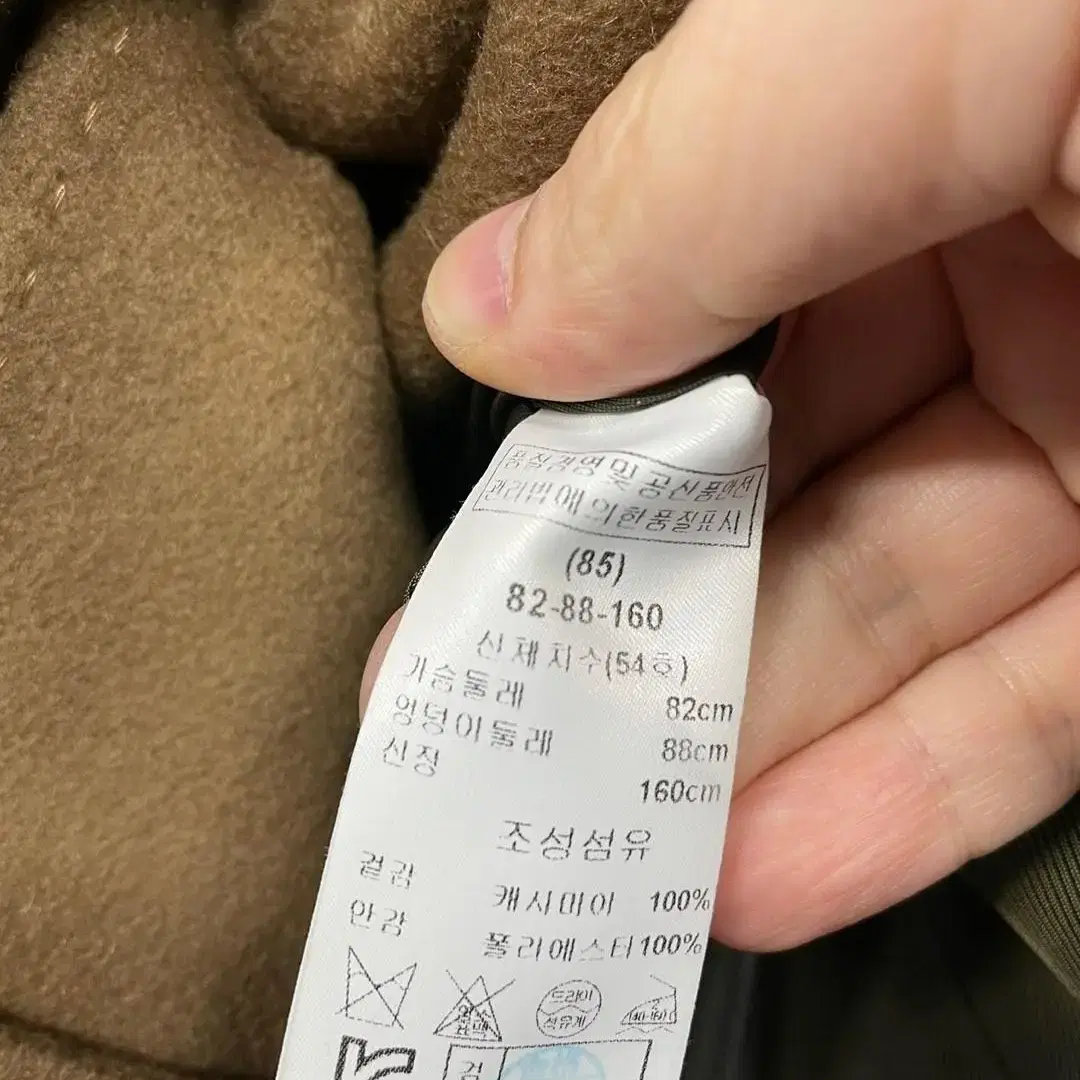 품질경영 및 공산품안전
관리법에 의한 품질표시
(85)
82-88-160
신체치수(54호)
가슴둘레 82cm
엉덩이둘레 88cm
신장 160cm
조성섬유
겉감 캐시미어 100%
안감 폴리에스터 100%
드라이
석유계
검